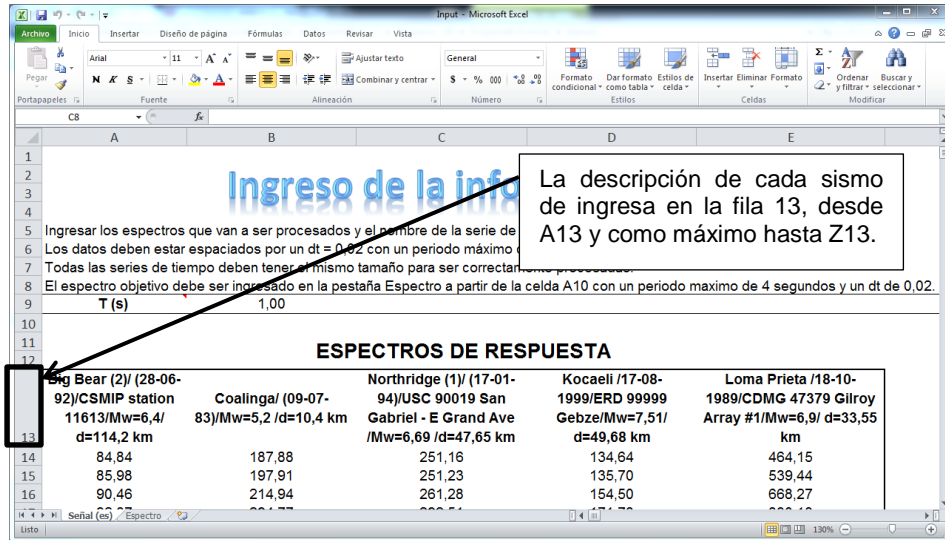 Input - Microsoft Excel
Archivo Inicio Insertar Diseño de página Fórmulas Datos Revisar Vista
Pegar
Arial 11
N K S
Ajustar texto
Combinar y centrar
General
$ % 000
Formato condicional
Dar formato como tabla
Estilos de celda
Insertar Eliminar Formato
Ordenar y filtrar
Buscar y seleccionar
Portapapeles Fuente Alineación Número Estilos Celdas Modificar
C8 fx
A B C D E
1
2
3
4
Ingreso de la info
La descripción de cada sismo
de ingresa en la fila 13, desde
A13 y como máximo hasta Z13.
5 Ingresar los espectros que van a ser procesados y el nombre de la serie de
6 Los datos deben estar espaciados por un dt = 0,02 con un periodo máximo
7 Todas las series de tiempo deben tener el mismo tamaño para ser correctamente procesadas.
8 El espectro objetivo debe ser ingresado en la pestaña Espectro a partir de la celda A10 con un periodo maximo de 4 segundos y un dt de 0,02.
9 T (s) 1,00
10
11
12 ESPECTROS DE RESPUESTA
13
Big Bear (2)/ (28-06-
92)/CSMIP station
11613/Mw=6,4/
d=114,2 km
Coalinga/ (09-07-
83)/Mw=5,2 /d=10,4 km
Northridge (1)/ (17-01-
94)/USC 90019 San
Gabriel - E Grand Ave
/Mw=6,69 /d=47,65 km
Kocaeli /17-08-
1999/ERD 99999
Gebze/Mw=7,51/
d=49,68 km
Loma Prieta /18-10-
1989/CDMG 47379 Gilroy
Array #1/Mw=6,9/ d=33,55
km
14 84,84 187,88 251,16 134,64 464,15
15 85,98 197,91 251,23 135,70 539,44
16 90,46 214,94 261,28 154,50 668,27
Señal (es) Espectro
Listo 130%